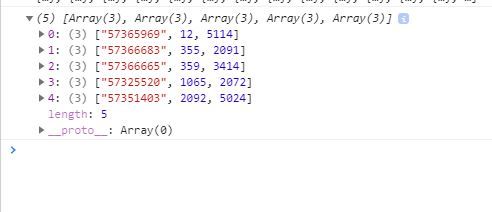 (5) [Array(3), Array(3), Array(3), Array(3), Array(3)] i
0: (3) ["57365969", 12, 5114]
1: (3) ["57366683", 355, 2091]
2: (3) ["57366665", 359, 3414]
3: (3) ["57325520", 1065, 2072]
4: (3) ["57351403", 2092, 5024]
length: 5
__proto__: Array(0)